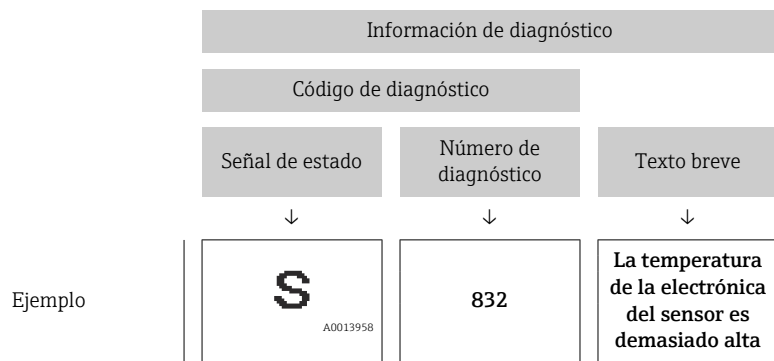 Información de diagnóstico
Código de diagnóstico
Señal de estado
Número de
diagnóstico
Texto breve
↓ ↓ ↓
Ejemplo
S
A0013958
832
La temperatura
de la electrónica
del sensor es
demasiado alta